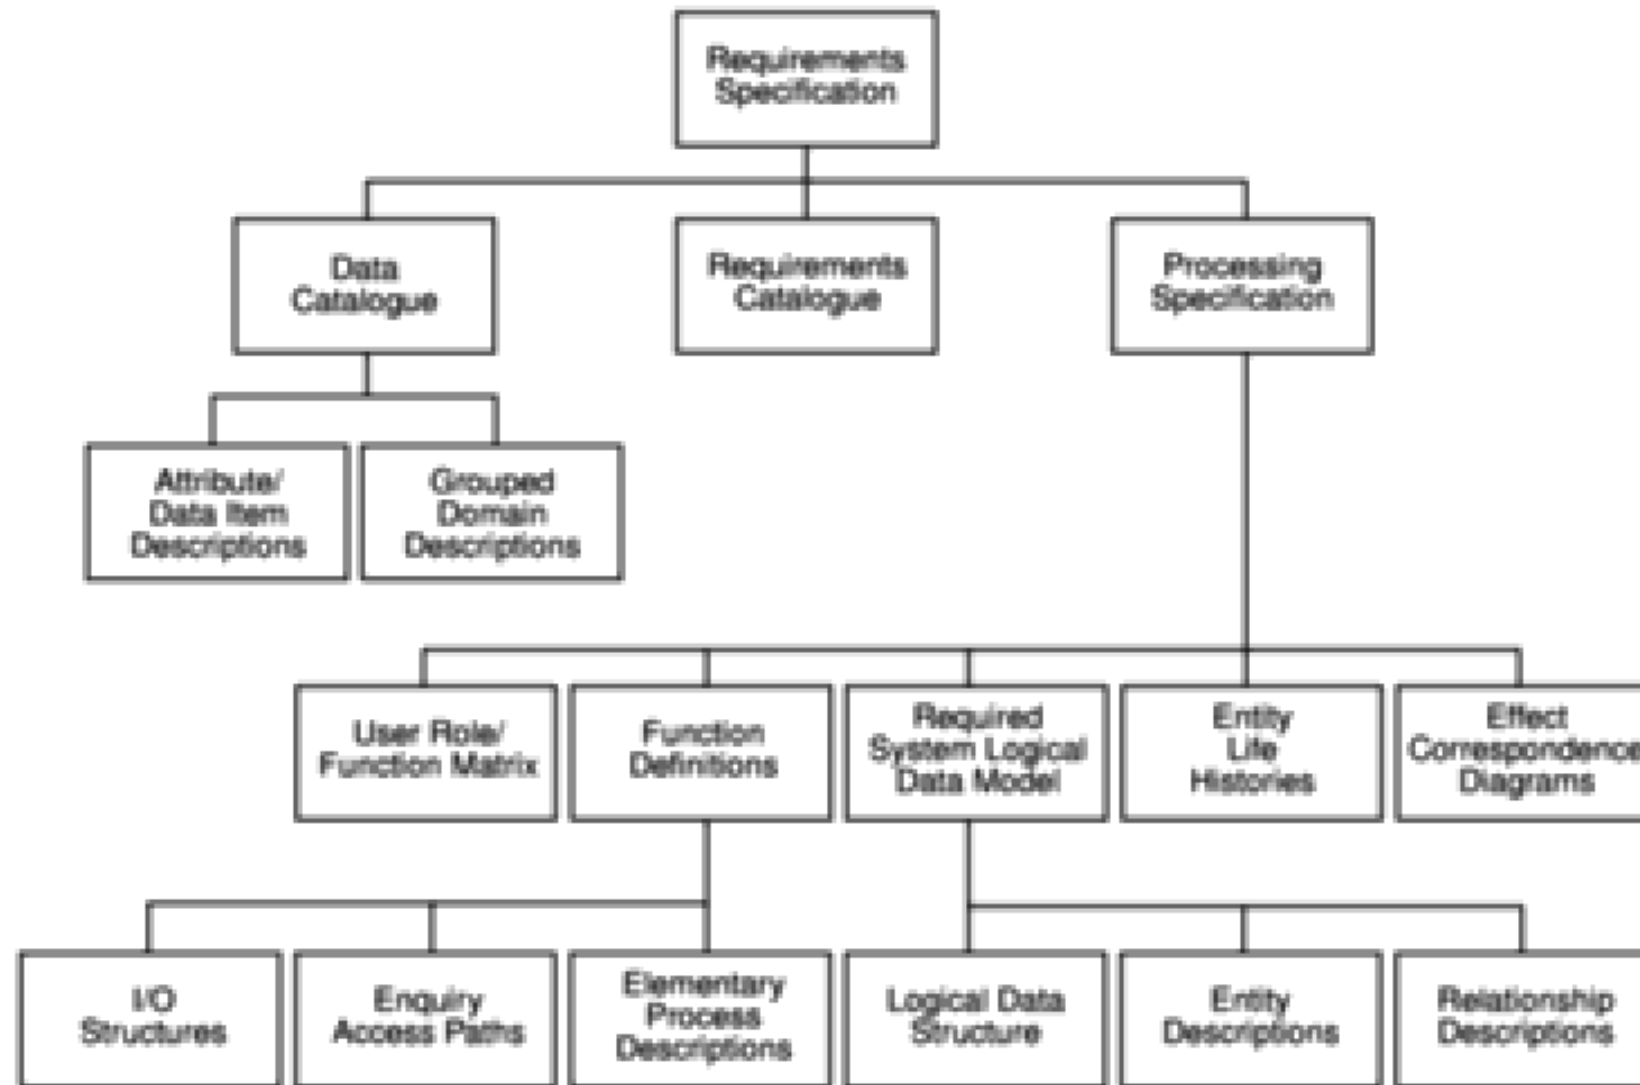 Requirements
Specification
Data
Catalogue
Requirements
Catalogue
Processing
Specification
Attribute/
Data Item
Descriptions
Grouped
Domain
Descriptions
User Role/
Function Matrix
Function
Definitions
Required
System Logical
Data Model
Entity
Life
Histories
Effect
Correspondence
Diagrams
I/O
Structures
Enquiry
Access Paths
Elementary
Process
Descriptions
Logical Data
Structure
Entity
Descriptions
Relationship
Descriptions